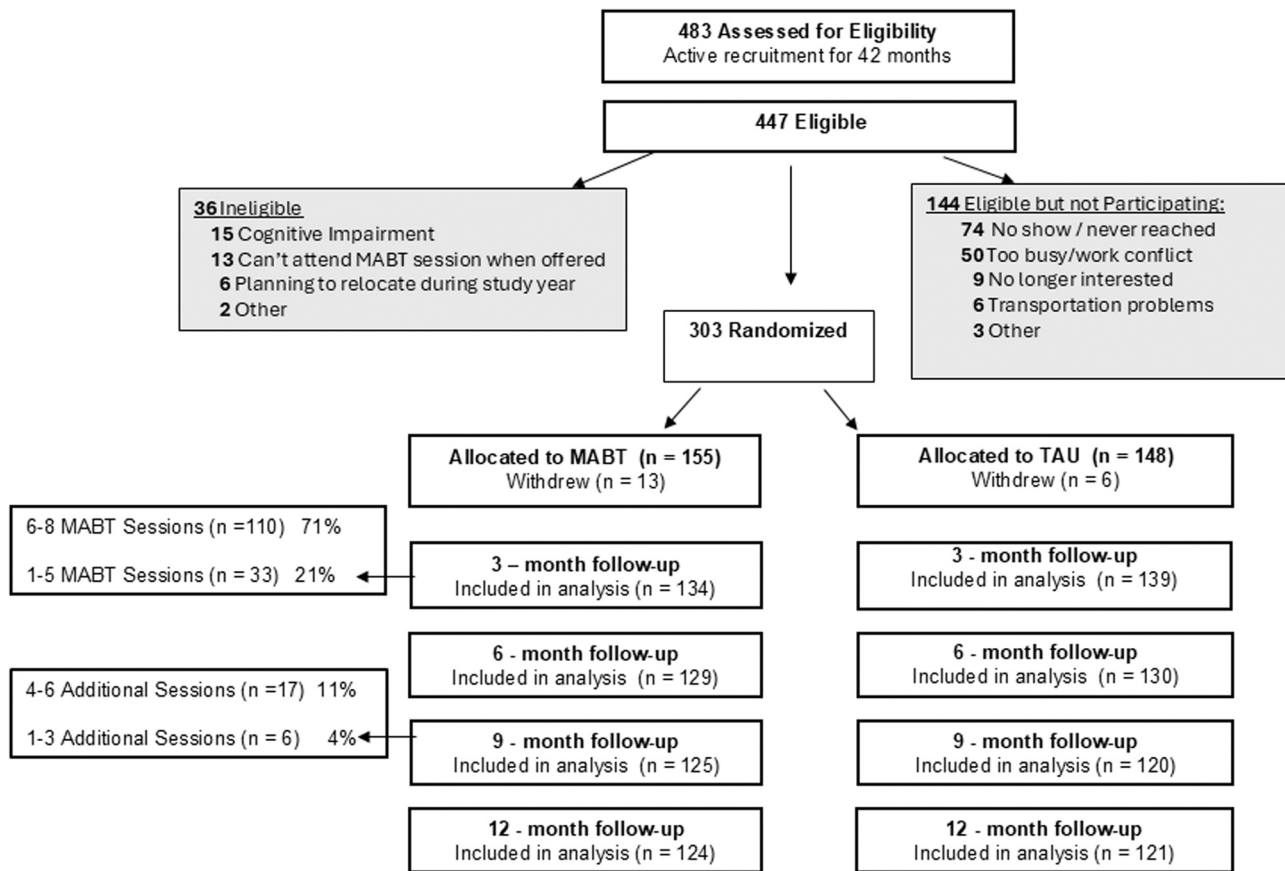 483 Assessed for Eligibility
Active recruitment for 42 months
447 Eligible
36 Ineligible
15 Cognitive Impairment
13 Can't attend MABT session when offered
6 Planning to relocate during study year
2 Other
144 Eligible but not Participating:
74 No show / never reached
50 Too busy/work conflict
9 No longer interested
6 Transportation problems
3 Other
303 Randomized
Allocated to MABT (n = 155)
Withdrew (n = 13)
Allocated to TAU (n = 148)
Withdrew (n = 6)
6-8 MABT Sessions (n =110) 71%
1-5 MABT Sessions (n = 33) 21%
3 – month follow-up
Included in analysis (n = 134)
3 - month follow-up
Included in analysis (n = 139)
6 - month follow-up
Included in analysis (n = 129)
6 - month follow-up
Included in analysis (n = 130)
4-6 Additional Sessions (n =17) 11%
1-3 Additional Sessions (n = 6) 4%
9 - month follow-up
Included in analysis (n = 125)
9 - month follow-up
Included in analysis (n = 120)
12 - month follow-up
Included in analysis (n = 124)
12 - month follow-up
Included in analysis (n = 121)